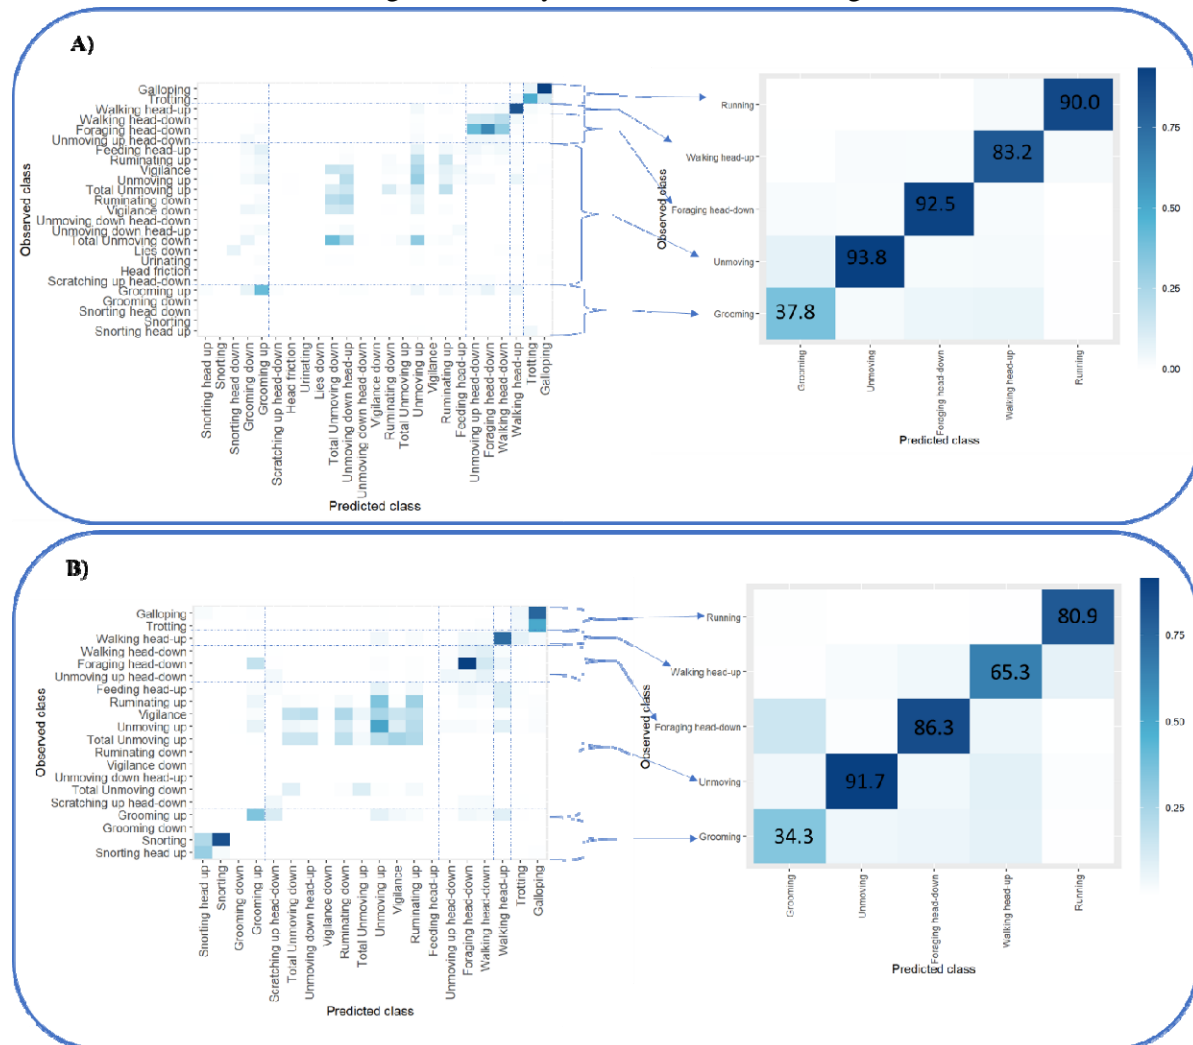 A)
Galloping
Trotting
Walking head-up
Walking head-down
Foraging head-down
Unmoving up head-down
Feeding head-up
Ruminating up
Vigilance
Unmoving up
Total Unmoving up
Ruminating down
Vigilance down
Unmoving down head-down
Unmoving down head-up
Total Unmoving down
Lies down
Urinating
Head friction
Scratching up head-down
Grooming up
Grooming down
Snorting head down
Snorting
Snorting head up
Observed class
Snorting head up
Snorting
Snorting head down
Grooming down
Grooming up
Scratching up head-down
Head friction
Urinating
Lies down
Total Unmoving down
Unmoving down head-up
Unmoving down head-down
Vigilance down
Ruminating down
Total Unmoving up
Unmoving up
Vigilance
Ruminating up
Feeding head-up
Unmoving up head-down
Foraging head-down
Walking head-down
Walking head-up
Trotting
Galloping
Predicted class
Observed class
Running
Walking head-up
Foraging head-down
Unmoving
Grooming
90.0
83.2
92.5
93.8
37.8
Grooming
Unmoving
Foraging head-down
Walking head-up
Running
Predicted class
0.75
0.50
0.25
0.00
B)
Galloping
Trotting
Walking head-up
Walking head-down
Foraging head-down
Unmoving up head-down
Feeding head-up
Ruminating up
Vigilance
Unmoving up
Total Unmoving up
Ruminating down
Vigilance down
Unmoving down head-up
Total Unmoving down
Scratching up head-down
Grooming up
Grooming down
Snorting
Snorting head up
Observed class
Snorting head up
Snorting
Grooming down
Grooming up
Scratching up head-down
Total Unmoving down
Unmoving down head-up
Vigilance down
Ruminating down
Total Unmoving up
Unmoving up
Vigilance
Ruminating up
Feeding head-up
Unmoving up head-down
Foraging head-down
Walking head-down
Walking head-up
Trotting
Galloping
Predicted class
Observed class
Running
Walking head-up
Foraging head-down
Unmoving
Grooming
80.9
65.3
86.3
91.7
34.3
Grooming
Unmoving
Foraging head-down
Walking head-up
Running
Predicted class
0.75
0.50
0.25